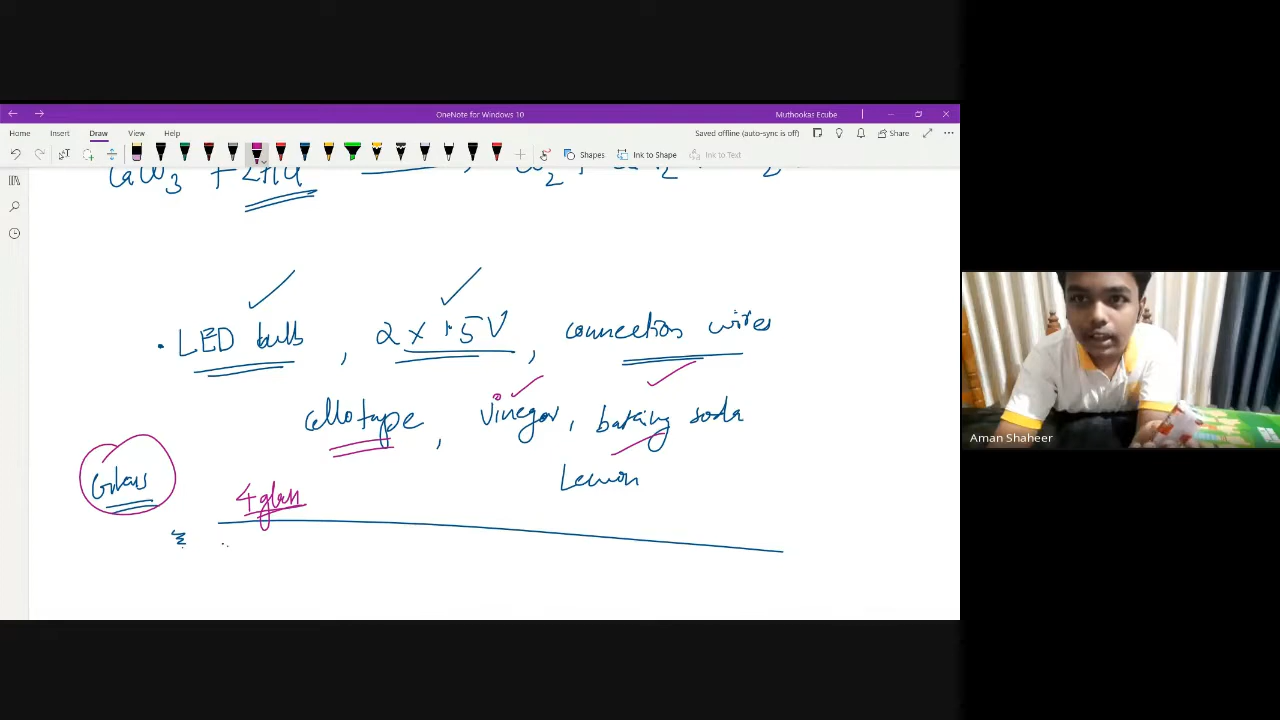 OneNote for Windows 10
Muthookas Ecube
Home Insert Draw View Help
Saved offline (auto-sync is off) Share
Shapes Ink to Shape Ink to Text
• LED bulb , 2 x 1.5 V , connection wires
cellotape , vinegar , baking soda
Lemon
4 glass
Aman Shaheer